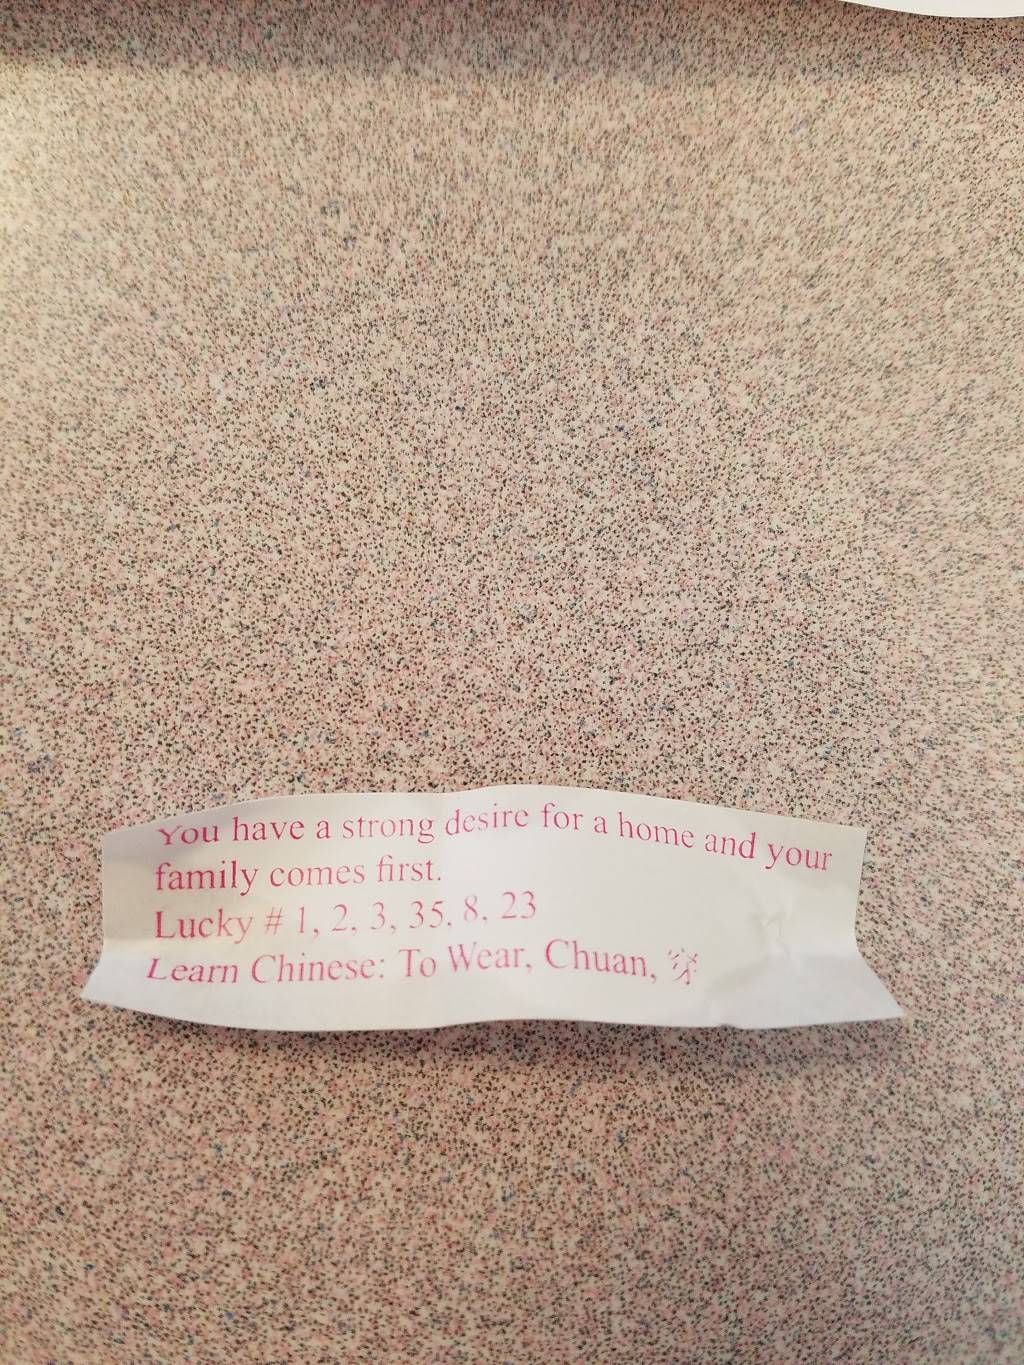 You have a strong desire for a home and your
family comes first.
Lucky # 1, 2, 3, 35, 8, 23
Learn Chinese: To Wear, Chuan, 穿